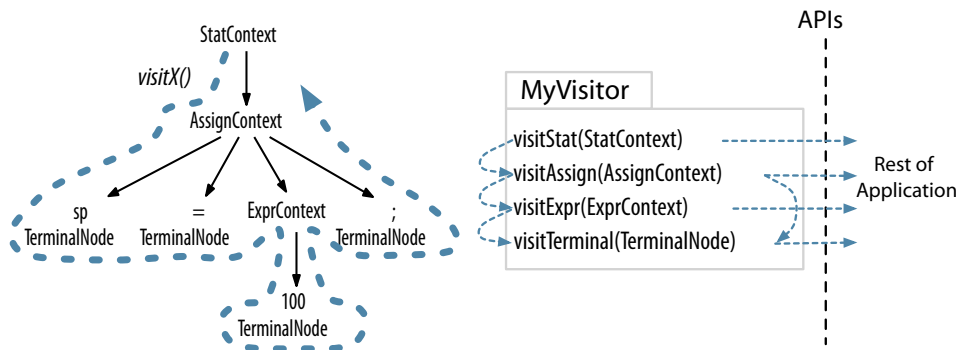 StatContext
visitX()
AssignContext
sp
TerminalNode
=
TerminalNode
ExprContext
;
TerminalNode
100
TerminalNode
MyVisitor
visitStat(StatContext)
visitAssign(AssignContext)
visitExpr(ExprContext)
visitTerminal(TerminalNode)
APIs
Rest of
Application